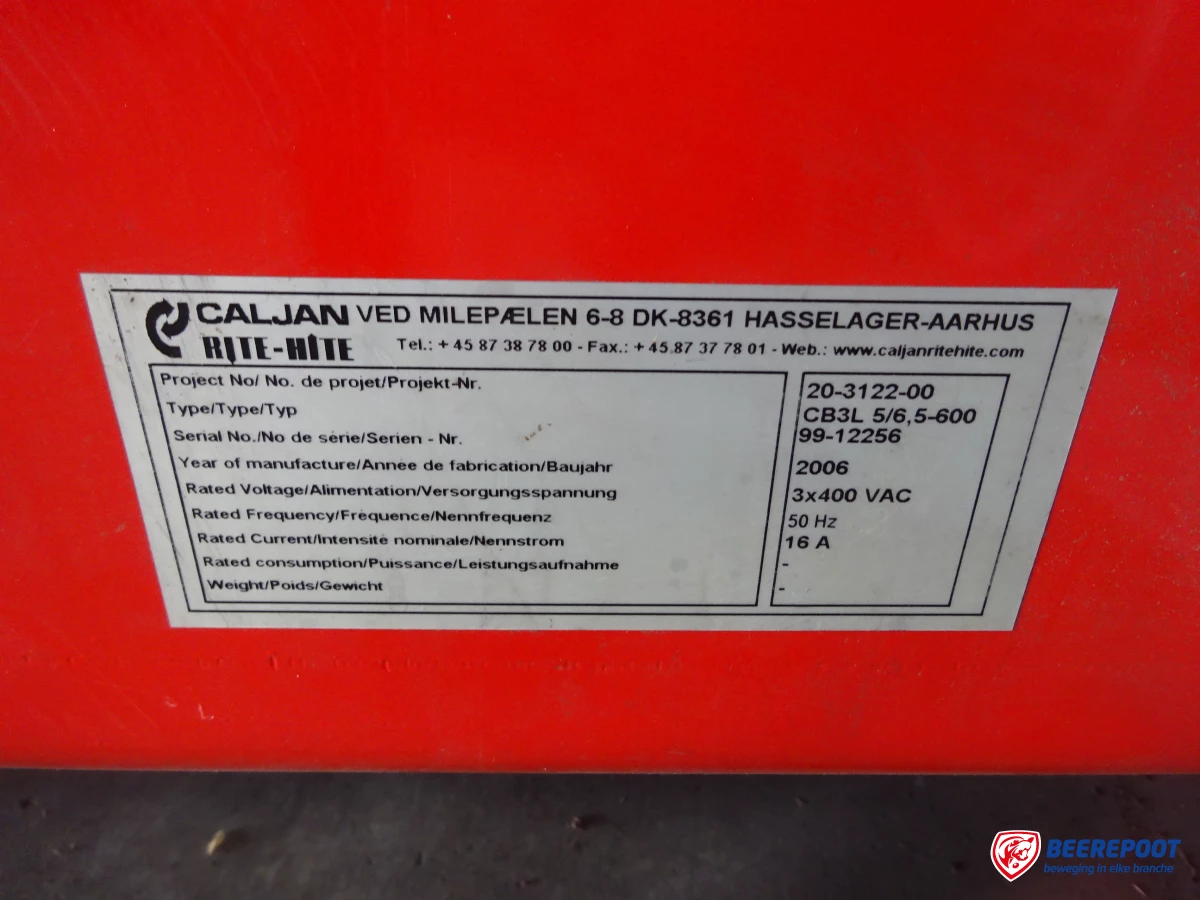 CALJAN VED MILEPÆLEN 6-8 DK-8361 HASSELAGER-AARHUS
RITE-HITE Tel.: + 45 87 38 78 00 - Fax.: + 45.87 37 78 01 - Web.: www.caljanritehite.com
Project No/ No. de projet/Projekt-Nr. 20-3122-00
Type/Type/Typ CB3L 5/6,5-600
Serial No./No de série/Serien - Nr. 99-12256
Year of manufacture/Année de fabrication/Baujahr 2006
Rated Voltage/Alimentation/Versorgungsspannung 3x400 VAC
Rated Frequency/Fréquence/Nennfrequenz 50 Hz
Rated Current/Intensité nominale/Nennstrom 16 A
Rated consumption/Puissance/Leistungsaufnahme -
Weight/Poids/Gewicht -
BEEREPOOT
beweging in elke branche